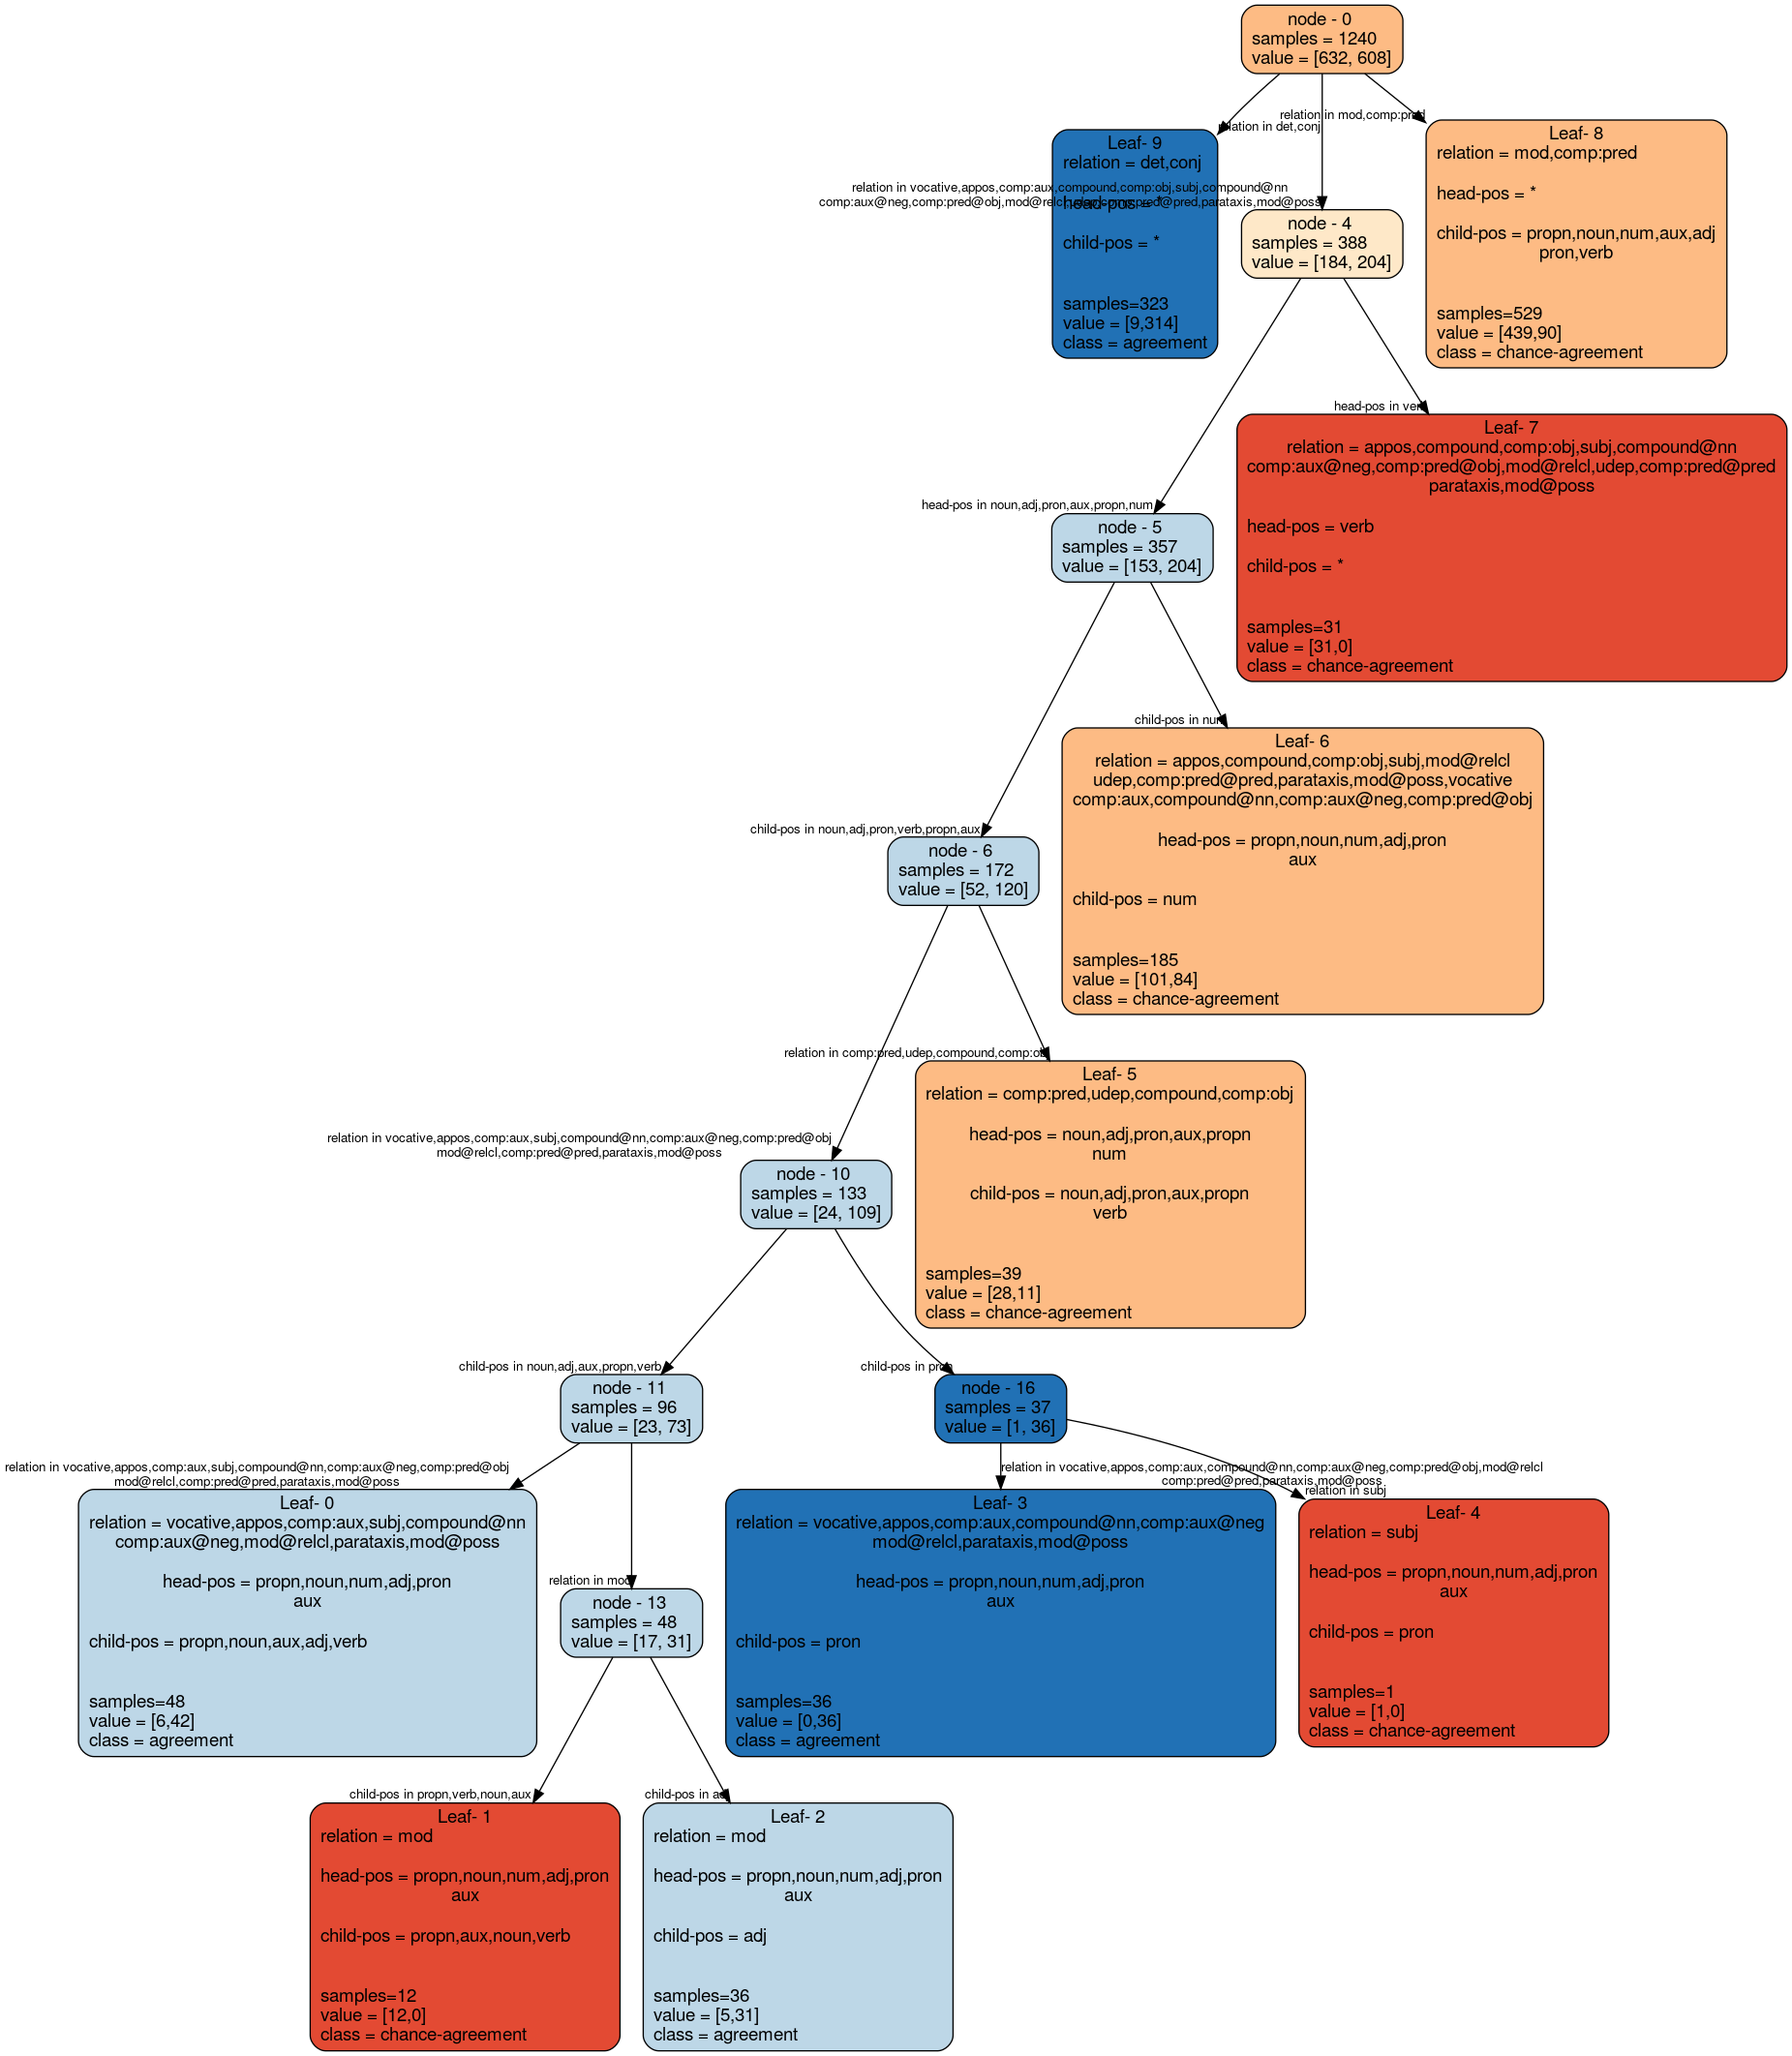 node - 0
samples = 1240
value = [632, 608]
relation in det,conj
relation in mod,comp:pred
Leaf- 9
relation = det,conj
head-pos = *
child-pos = *
samples=323
value = [9,314]
class = agreement
relation in vocative,appos,comp:aux,compound,comp:obj,subj,compound@nn
comp:aux@neg,comp:pred@obj,mod@relcl,udep,comp:pred@pred,parataxis,mod@poss
node - 4
samples = 388
value = [184, 204]
Leaf- 8
relation = mod,comp:pred
head-pos = *
child-pos = propn,noun,num,aux,adj
pron,verb
samples=529
value = [439,90]
class = chance-agreement
head-pos in verb
Leaf- 7
relation = appos,compound,comp:obj,subj,compound@nn
comp:aux@neg,comp:pred@obj,mod@relcl,udep,comp:pred@pred
parataxis,mod@poss
head-pos = verb
child-pos = *
samples=31
value = [31,0]
class = chance-agreement
head-pos in noun,adj,pron,aux,propn,num
node - 5
samples = 357
value = [153, 204]
child-pos in num
Leaf- 6
relation = appos,compound,comp:obj,subj,mod@relcl
udep,comp:pred@pred,parataxis,mod@poss,vocative
comp:aux,compound@nn,comp:aux@neg,comp:pred@obj
head-pos = propn,noun,num,adj,pron
aux
child-pos = num
samples=185
value = [101,84]
class = chance-agreement
child-pos in noun,adj,pron,verb,propn,aux
node - 6
samples = 172
value = [52, 120]
relation in comp:pred,udep,compound,comp:obj
Leaf- 5
relation = comp:pred,udep,compound,comp:obj
head-pos = noun,adj,pron,aux,propn
num
child-pos = noun,adj,pron,aux,propn
verb
samples=39
value = [28,11]
class = chance-agreement
relation in vocative,appos,comp:aux,subj,compound@nn,comp:aux@neg,comp:pred@obj
mod@relcl,comp:pred@pred,parataxis,mod@poss
node - 10
samples = 133
value = [24, 109]
child-pos in noun,adj,aux,propn,verb
node - 11
samples = 96
value = [23, 73]
child-pos in pron
node - 16
samples = 37
value = [1, 36]
relation in vocative,appos,comp:aux,subj,compound@nn,comp:aux@neg,comp:pred@obj
mod@relcl,comp:pred@pred,parataxis,mod@poss
Leaf- 0
relation = vocative,appos,comp:aux,subj,compound@nn
comp:aux@neg,mod@relcl,parataxis,mod@poss
head-pos = propn,noun,num,adj,pron
aux
child-pos = propn,noun,aux,adj,verb
samples=48
value = [6,42]
class = agreement
relation in mod
node - 13
samples = 48
value = [17, 31]
relation in vocative,appos,comp:aux,compound@nn,comp:aux@neg,comp:pred@obj,mod@relcl
comp:pred@pred,parataxis,mod@poss
Leaf- 3
relation = vocative,appos,comp:aux,compound@nn,comp:aux@neg
mod@relcl,parataxis,mod@poss
head-pos = propn,noun,num,adj,pron
aux
child-pos = pron
samples=36
value = [0,36]
class = agreement
relation in subj
Leaf- 4
relation = subj
head-pos = propn,noun,num,adj,pron
aux
child-pos = pron
samples=1
value = [1,0]
class = chance-agreement
child-pos in propn,verb,noun,aux
Leaf- 1
relation = mod
head-pos = propn,noun,num,adj,pron
aux
child-pos = propn,aux,noun,verb
samples=12
value = [12,0]
class = chance-agreement
child-pos in adj
Leaf- 2
relation = mod
head-pos = propn,noun,num,adj,pron
aux
child-pos = adj
samples=36
value = [5,31]
class = agreement